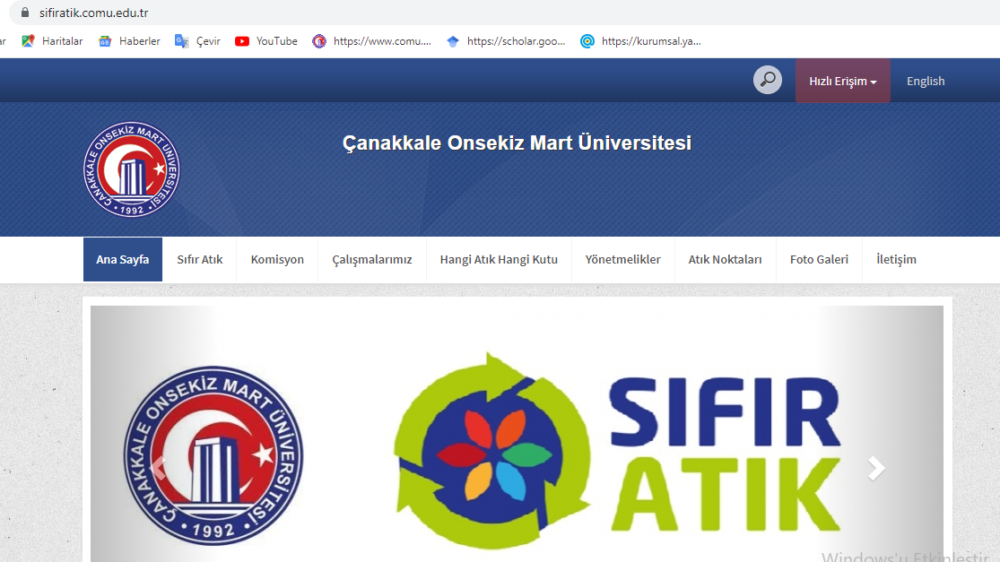 sifiratik.comu.edu.tr
ar Haritalar Haberler Çevir YouTube https://www.comu.... https://scholar.goo... https://kurumsal.ya...
Hızlı Erişim English
ÇANAKKALE ONSEKİZ MART ÜNİVERSİTESİ
• 1992 •
Çanakkale Onsekiz Mart Üniversitesi
Ana Sayfa Sıfır Atık Komisyon Çalışmalarımız Hangi Atık Hangi Kutu Yönetmelikler Atık Noktaları Foto Galeri İletişim
ÇANAKKALE ONSEKİZ MART ÜNİVERSİTESİ
• 1992 •
SIFIR
ATIK
Windows'u Etkinleştir